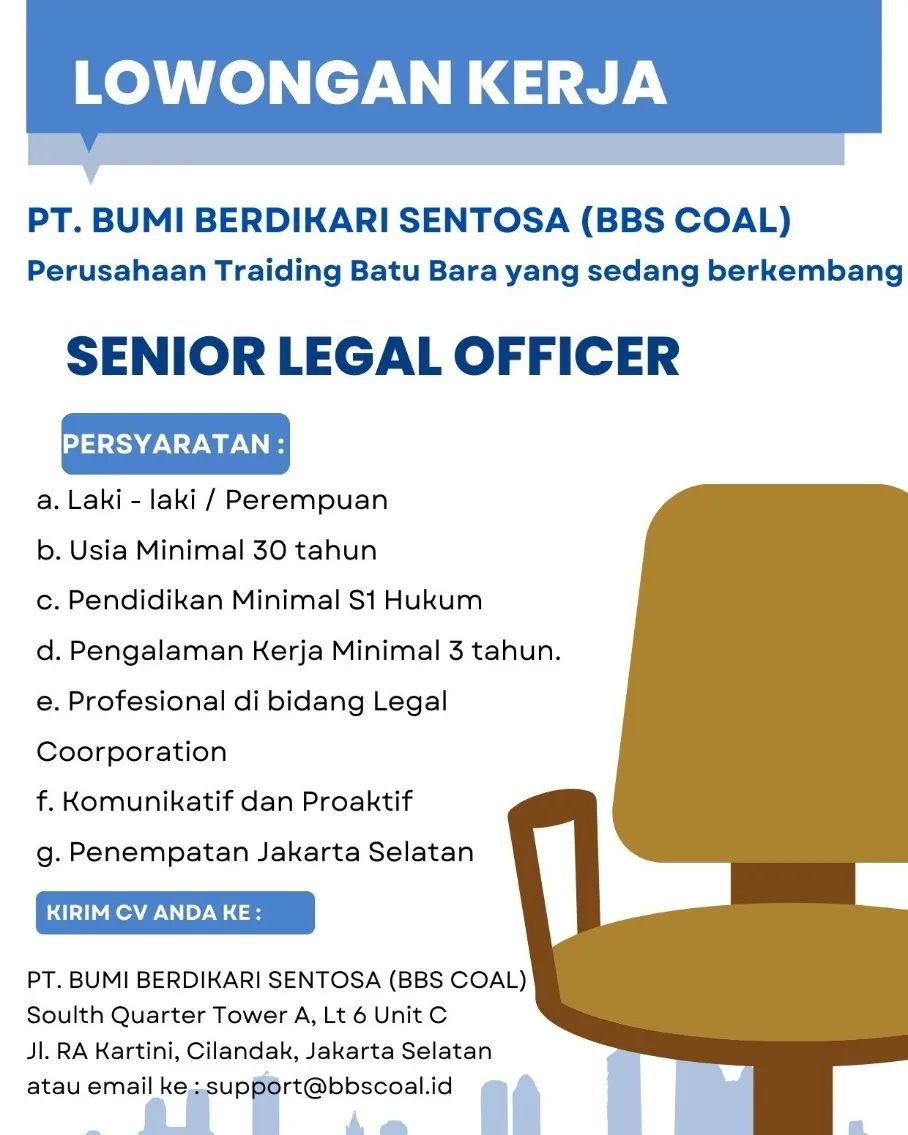 LOWONGAN KERJA
PT. BUMI BERDIKARI SENTOSA (BBS COAL)
Perusahaan Traiding Batu Bara yang sedang berkembang
SENIOR LEGAL OFFICER
PERSYARATAN :
a. Laki - laki / Perempuan
b. Usia Minimal 30 tahun
c. Pendidikan Minimal S1 Hukum
d. Pengalaman Kerja Minimal 3 tahun.
e. Profesional di bidang Legal
Coorporation
f. Komunikatif dan Proaktif
g. Penempatan Jakarta Selatan
KIRIM CV ANDA KE :
PT. BUMI BERDIKARI SENTOSA (BBS COAL)
Soulth Quarter Tower A, Lt 6 Unit C
Jl. RA Kartini, Cilandak, Jakarta Selatan
atau email ke : support@bbscoal.id